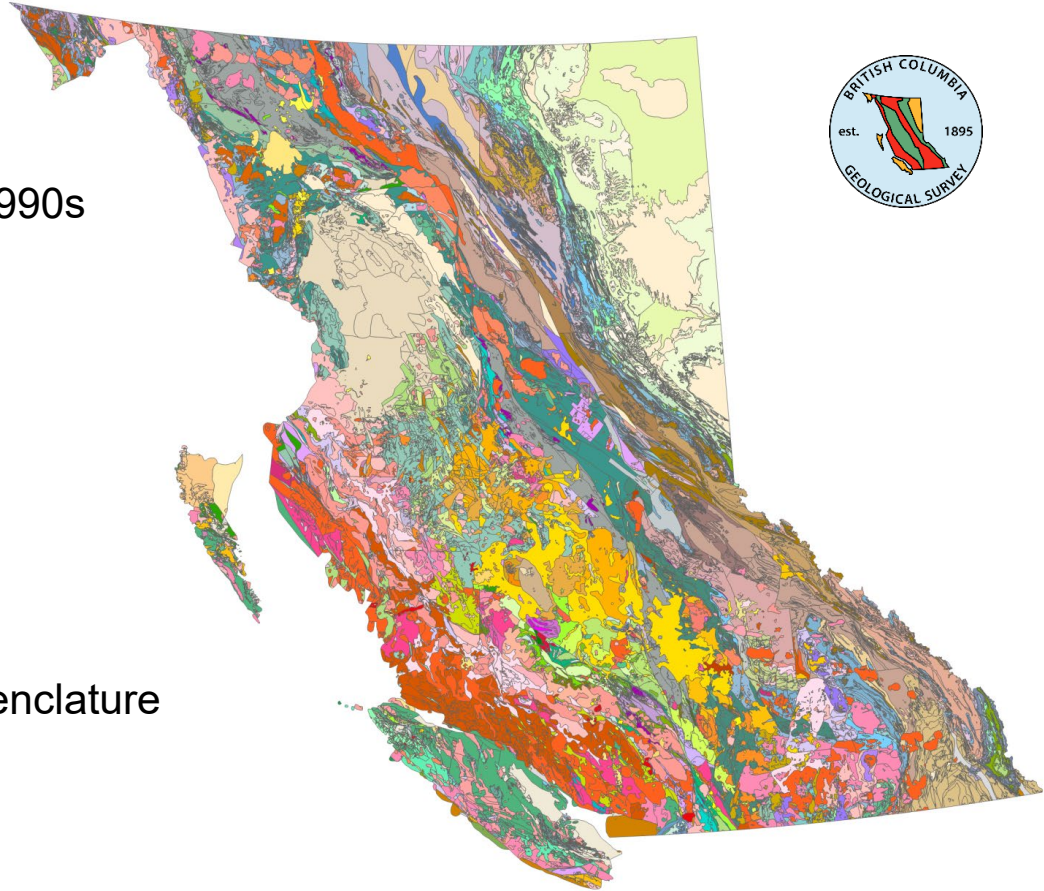 990s
enclature
BRITISH COLUMBIA
est. 1895
GEOLOGICAL SURVEY